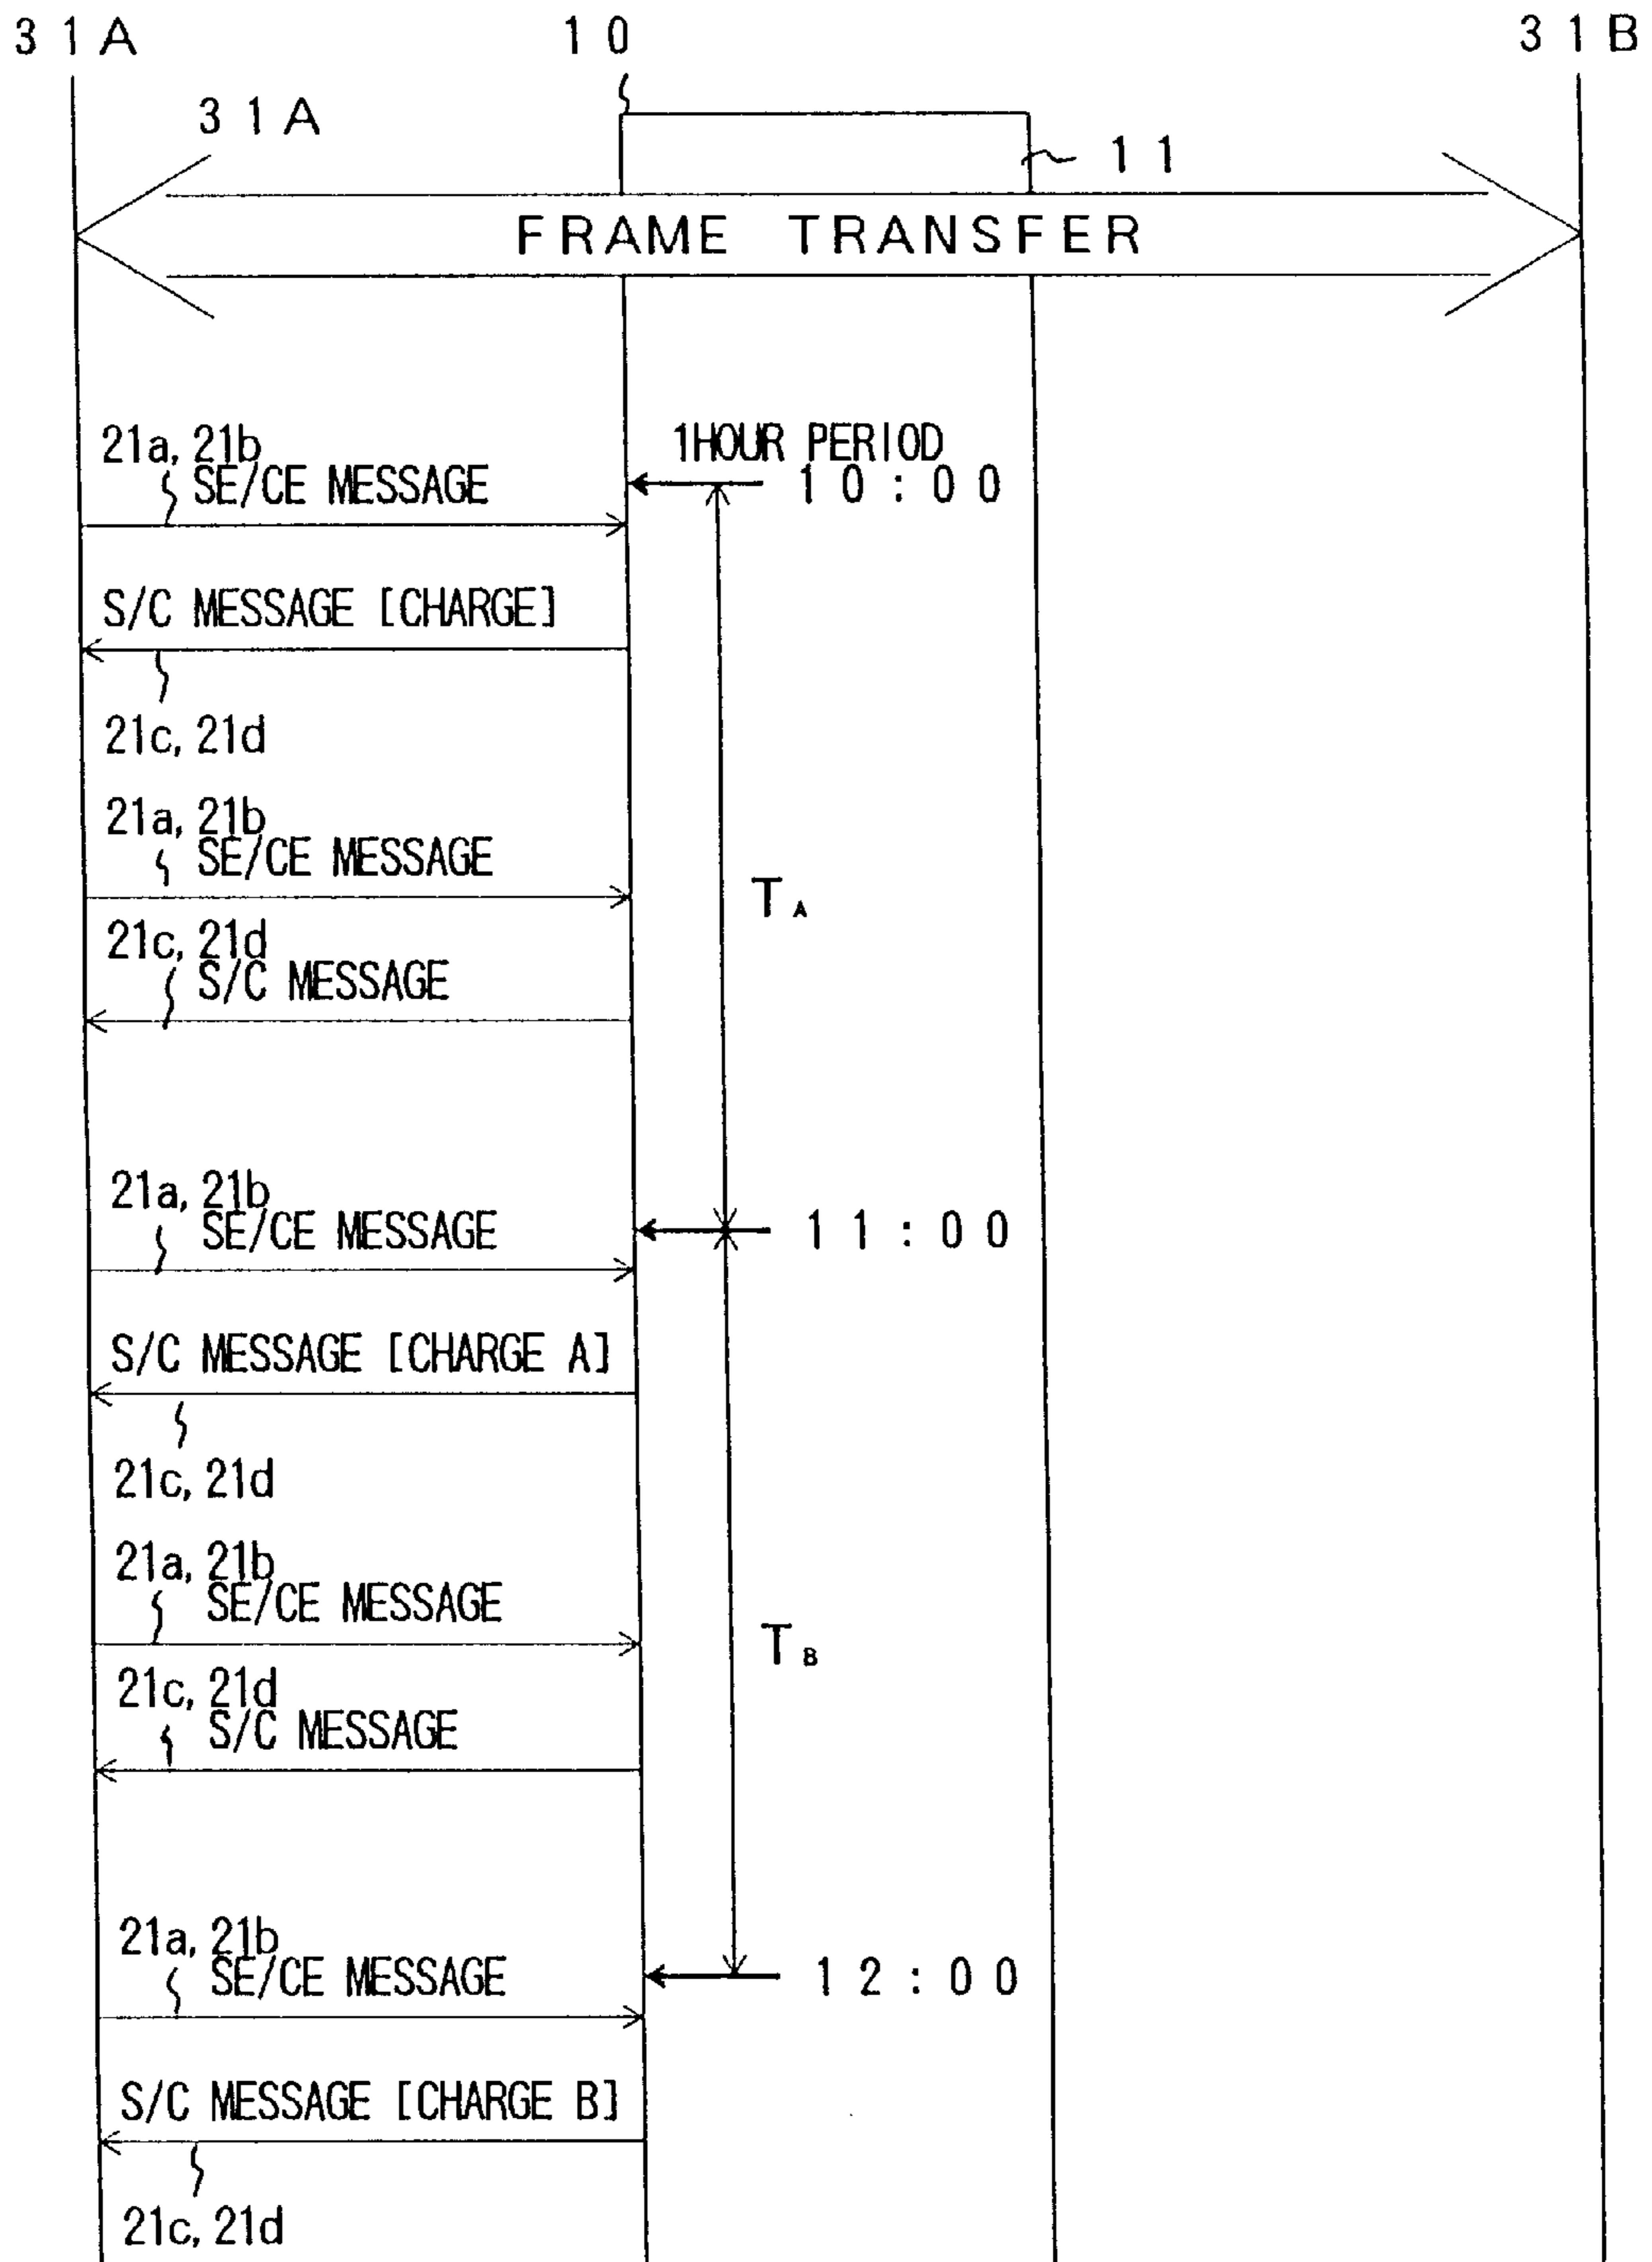 31A 10 31B
31A
11
FRAME TRANSFER
21a, 21b
1HOUR PERIOD
SE/CE MESSAGE
10:00
S/C MESSAGE [CHARGE]
21c, 21d
21a, 21b
SE/CE MESSAGE
TA
21c, 21d
S/C MESSAGE
21a, 21b
SE/CE MESSAGE
11:00
S/C MESSAGE [CHARGE A]
21c, 21d
21a, 21b
SE/CE MESSAGE
TB
21c, 21d
S/C MESSAGE
21a, 21b
SE/CE MESSAGE
12:00
S/C MESSAGE [CHARGE B]
21c, 21d